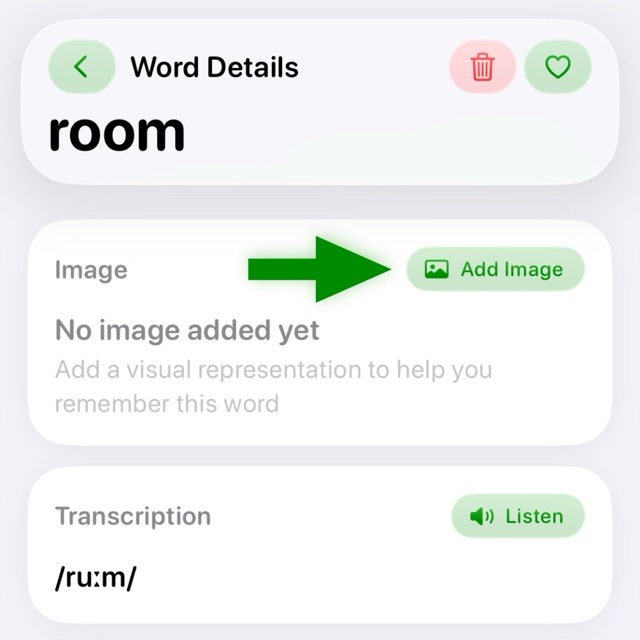 Word Details
room
Image
Add Image
No image added yet
Add a visual representation to help you
remember this word
Transcription
Listen
/ruːm/